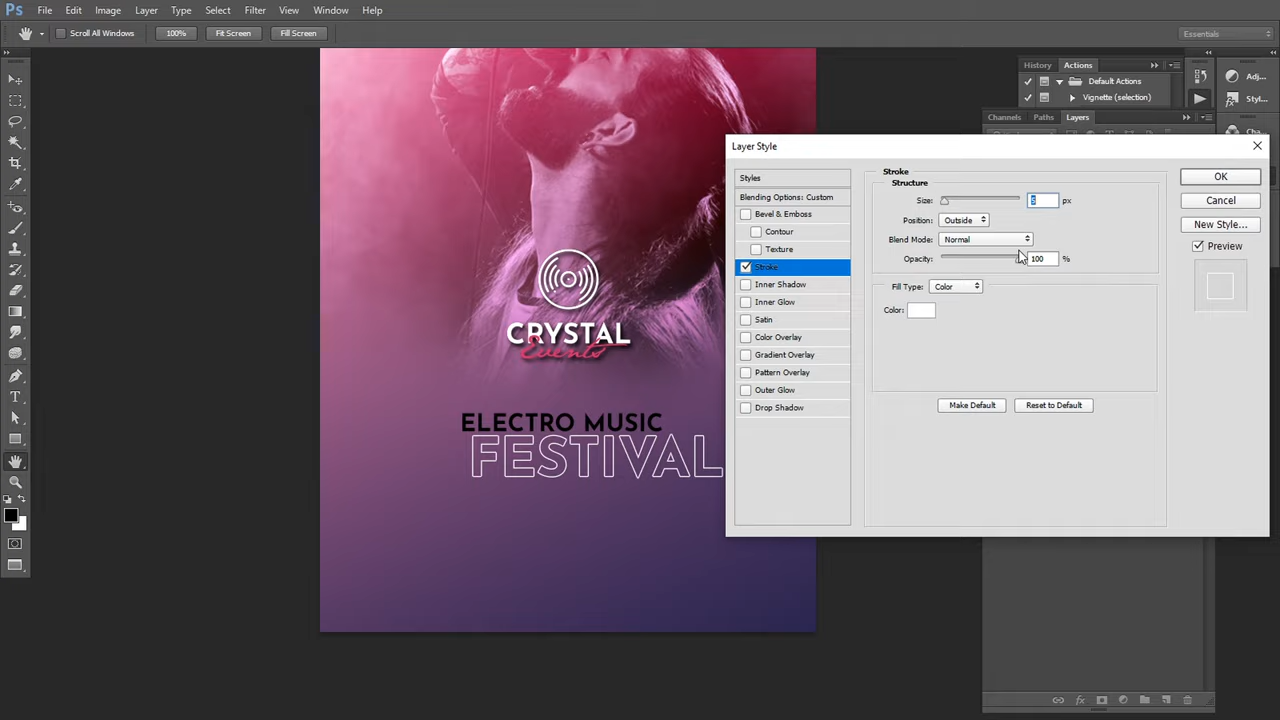 Ps File Edit Image Layer Type Select Filter View Window Help
Scroll All Windows 100% Fit Screen Fill Screen Essentials
History Actions
Default Actions Adj...
Vignette (selection) Styl...
Channels Paths Layers
Cha...
Layer Style
Styles
Blending Options: Custom
Bevel & Emboss
Contour
Texture
Stroke
Inner Shadow
Inner Glow
Satin
Color Overlay
Gradient Overlay
Pattern Overlay
Outer Glow
Drop Shadow
Stroke
Structure
Size: px
Position: Outside
Blend Mode: Normal
Opacity: 100 %
Fill Type: Color
Color:
Make Default Reset to Default
OK
Cancel
New Style...
Preview
CRYSTAL
Events
ELECTRO MUSIC
FESTIVAL
T
fx